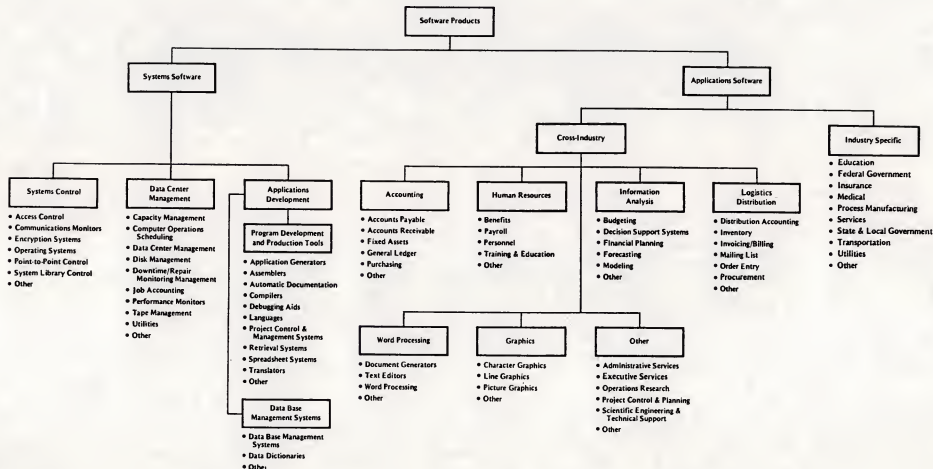 Software Products
Systems Software
Applications Software
Cross-Industry
Industry Specific
• Education
• Federal Government
• Insurance
• Medical
• Process Manufacturing
• Services
• State & Local Government
• Transportation
• Utilities
• Other
Systems Control
• Access Control
• Communications Monitors
• Encryption Systems
• Operating Systems
• Point-to-Point Control
• System Library Control
• Other
Data Center
Management
• Capacity Management
• Computer Operations
Scheduling
• Data Center Management
• Disk Management
• Downtime/Repair
Monitoring Management
• Job Accounting
• Performance Monitors
• Tape Management
• Utilities
• Other
Applications
Development
Program Development
and Production Tools
• Application Generators
• Assemblers
• Automatic Documentation
• Compilers
• Debugging Aids
• Languages
• Project Control &
Management Systems
• Retrieval Systems
• Spreadsheet Systems
• Translators
• Other
Data Base
Management Systems
• Data Base Management
Systems
• Data Dictionaries
• Other
Accounting
• Accounts Payable
• Accounts Receivable
• Fixed Assets
• General Ledger
• Purchasing
• Other
Human Resources
• Benefits
• Payroll
• Personnel
• Training & Education
• Other
Information
Analysis
• Budgeting
• Decision Support Systems
• Financial Planning
• Forecasting
• Modeling
• Other
Logistics
Distribution
• Distribution Accounting
• Inventory
• Invoicing/Billing
• Mailing List
• Order Entry
• Procurement
• Other
Word Processing
• Document Generators
• Text Editors
• Word Processing
• Other
Graphics
• Character Graphics
• Line Graphics
• Picture Graphics
• Other
Other
• Administrative Services
• Executive Services
• Operations Research
• Project Control & Planning
• Scientific Engineering &
Technical Support
• Other